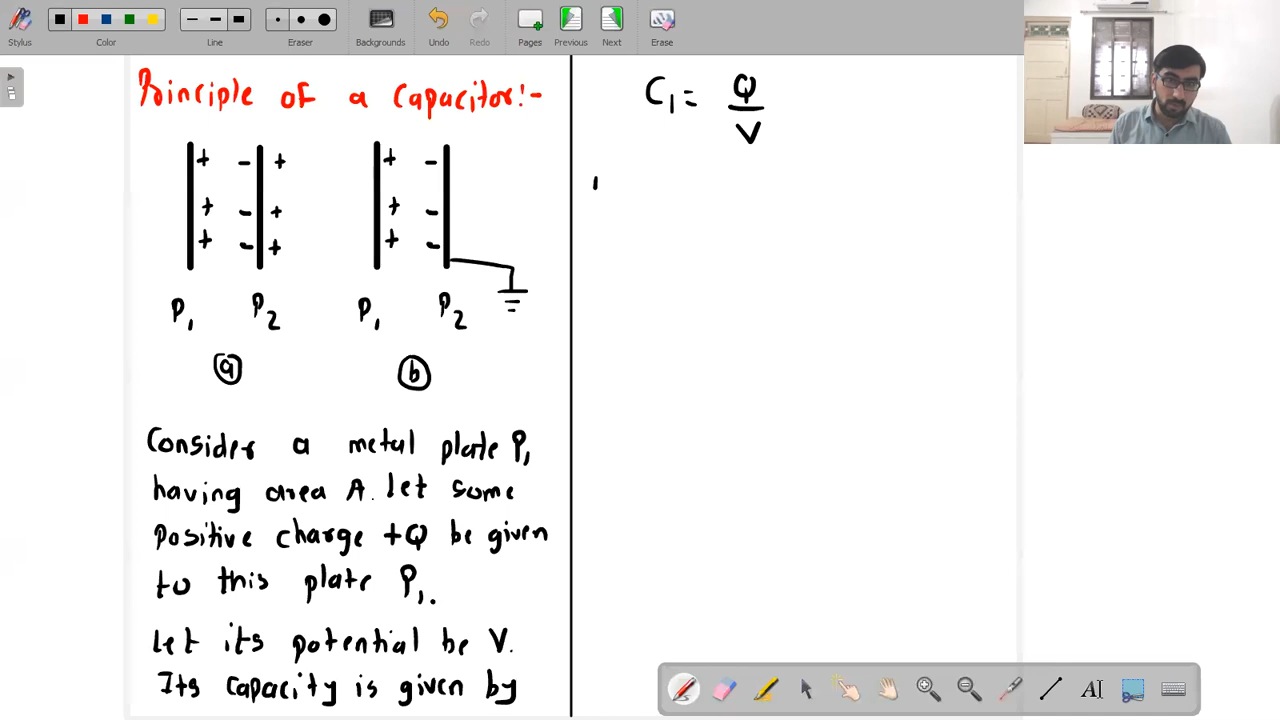 Stylus
Color
Line
Eraser
Backgrounds
Undo
Redo
Pages
Previous
Next
Erase
Principle of a capacitor:-
+ - + + -
+ - + + -
+ - + + -
P1 P2 P1 P2
a b
Consider a metal plate P1
having area A. let some
Positive charge +Q be given
to this plate P1.
Let its potential be V.
Its capacity is given by
C1 = Q
V
A